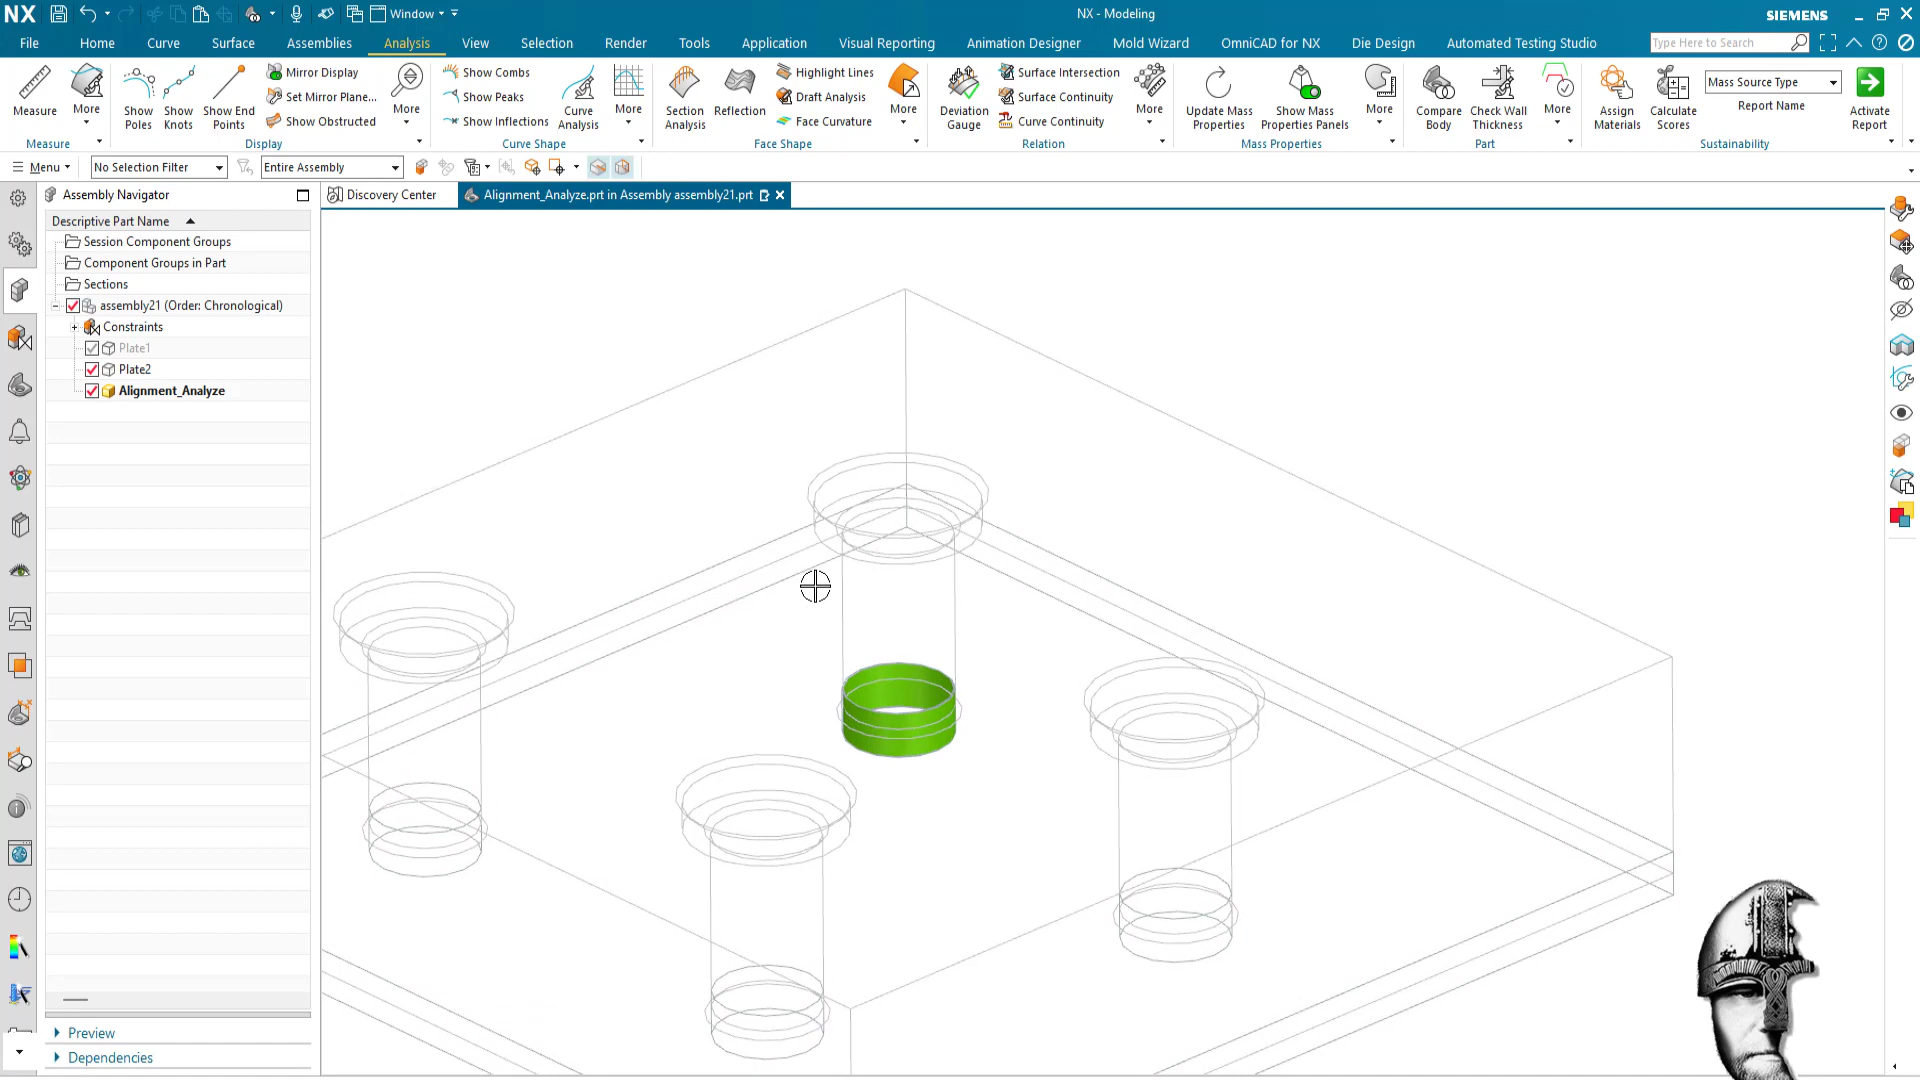 NX
Window
NX - Modeling
SIEMENS
File
Home
Curve
Surface
Assemblies
Analysis
View
Selection
Render
Tools
Application
Visual Reporting
Animation Designer
Mold Wizard
OmniCAD for NX
Die Design
Automated Testing Studio
Type Here to Search
Measure
More
Measure
Show Poles
Show Knots
Show End Points
Mirror Display
Set Mirror Plane...
Show Obstructed
More
Display
Show Combs
Show Peaks
Show Inflections
Curve Analysis
More
Curve Shape
Section Analysis
Reflection
Highlight Lines
Draft Analysis
Face Curvature
More
Face Shape
Deviation Gauge
Surface Intersection
Surface Continuity
Curve Continuity
More
Relation
Update Mass Properties
Show Mass Properties Panels
More
Mass Properties
Compare Body
Check Wall Thickness
More
Part
Assign Materials
Calculate Scores
Mass Source Type
Report Name
Activate Report
Sustainability
Menu
No Selection Filter
Entire Assembly
Assembly Navigator
Discovery Center
Alignment_Analyze.prt in Assembly assembly21.prt
Descriptive Part Name
Session Component Groups
Component Groups in Part
Sections
assembly21 (Order: Chronological)
Constraints
Plate1
Plate2
Alignment_Analyze
Preview
Dependencies